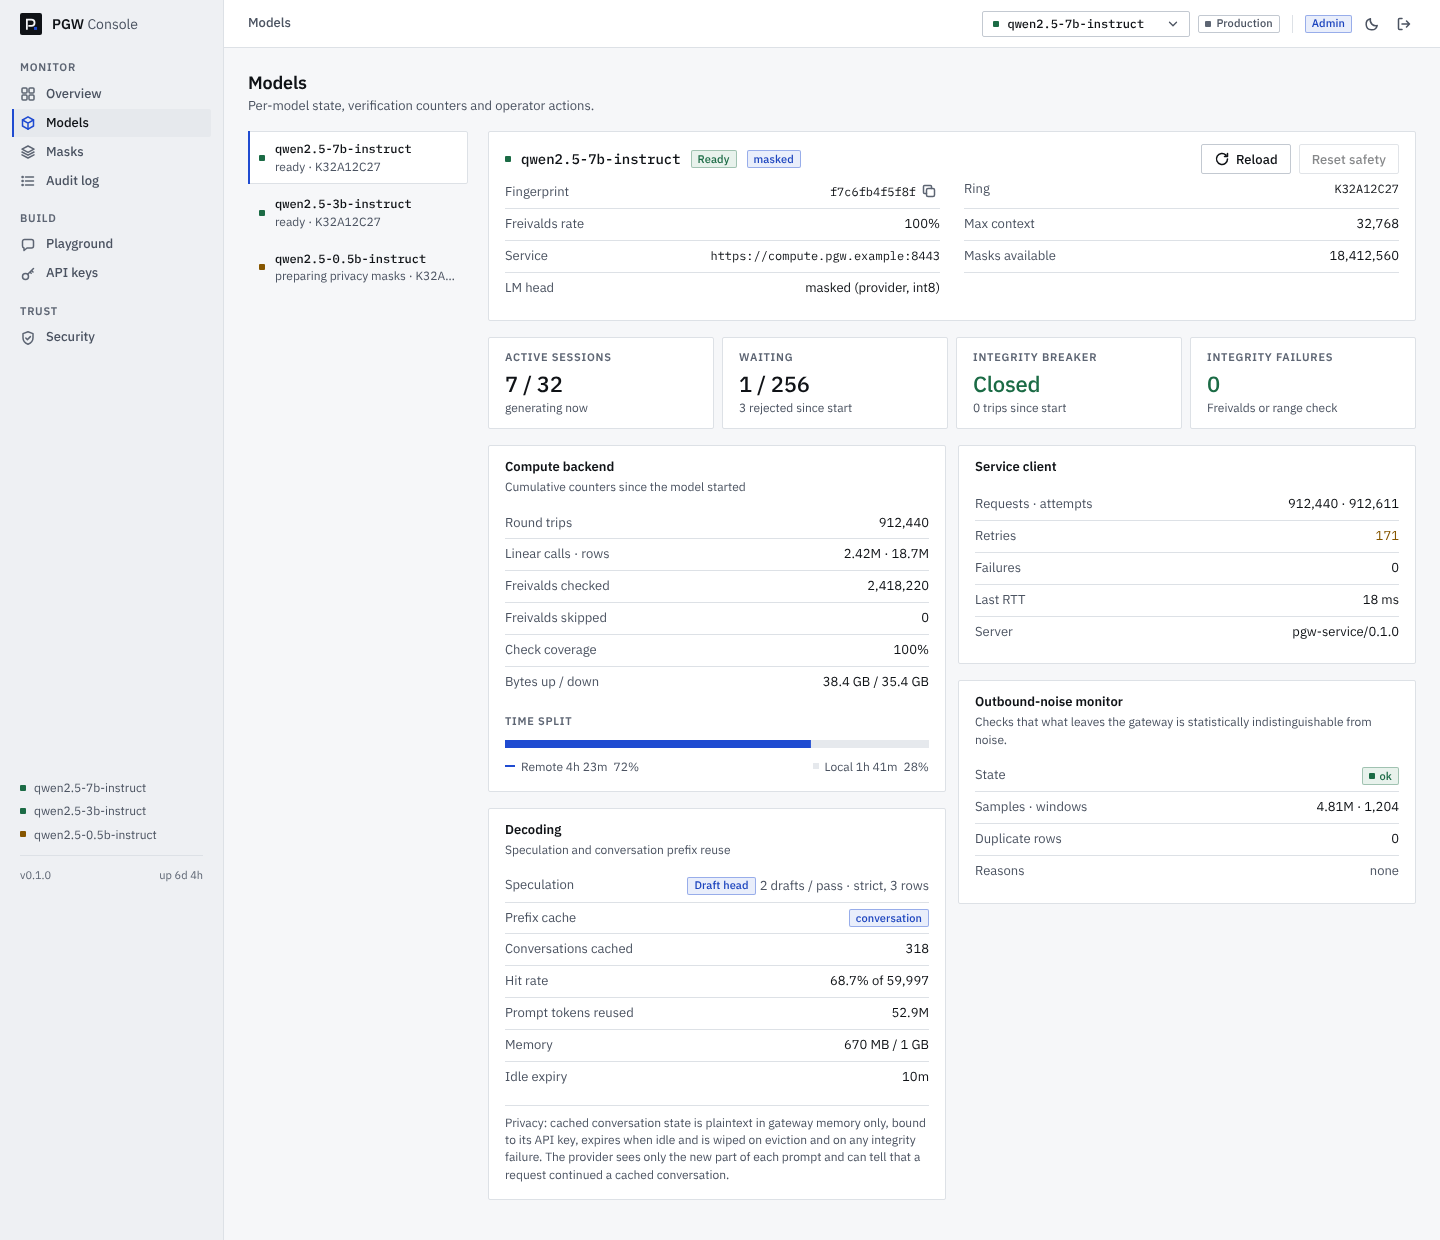 PGW Console
MONITOR
Overview
Models
Masks
Audit log
BUILD
Playground
API keys
TRUST
Security
qwen2.5-7b-instruct
qwen2.5-3b-instruct
qwen2.5-0.5b-instruct
v0.1.0 up 6d 4h
Models
qwen2.5-7b-instruct
Production
Admin
Models
Per-model state, verification counters and operator actions.
qwen2.5-7b-instruct
ready · K32A12C27
qwen2.5-3b-instruct
ready · K32A12C27
qwen2.5-0.5b-instruct
preparing privacy masks · K32A...
qwen2.5-7b-instruct Ready masked
Reload Reset safety
Fingerprint f7c6fb4f5f8f
Freivalds rate 100%
Service https://compute.pgw.example:8443
LM head masked (provider, int8)
Ring K32A12C27
Max context 32,768
Masks available 18,412,560
ACTIVE SESSIONS
7 / 32
generating now
WAITING
1 / 256
3 rejected since start
INTEGRITY BREAKER
Closed
0 trips since start
INTEGRITY FAILURES
0
Freivalds or range check
Compute backend
Cumulative counters since the model started
Round trips 912,440
Linear calls · rows 2.42M · 18.7M
Freivalds checked 2,418,220
Freivalds skipped 0
Check coverage 100%
Bytes up / down 38.4 GB / 35.4 GB
TIME SPLIT
Remote 4h 23m 72% Local 1h 41m 28%
Decoding
Speculation and conversation prefix reuse
Speculation Draft head 2 drafts / pass · strict, 3 rows
Prefix cache conversation
Conversations cached 318
Hit rate 68.7% of 59,997
Prompt tokens reused 52.9M
Memory 670 MB / 1 GB
Idle expiry 10m
Privacy: cached conversation state is plaintext in gateway memory only, bound
to its API key, expires when idle and is wiped on eviction and on any integrity
failure. The provider sees only the new part of each prompt and can tell that a
request continued a cached conversation.
Service client
Requests · attempts 912,440 · 912,611
Retries 171
Failures 0
Last RTT 18 ms
Server pgw-service/0.1.0
Outbound-noise monitor
Checks that what leaves the gateway is statistically indistinguishable from
noise.
State ok
Samples · windows 4.81M · 1,204
Duplicate rows 0
Reasons none